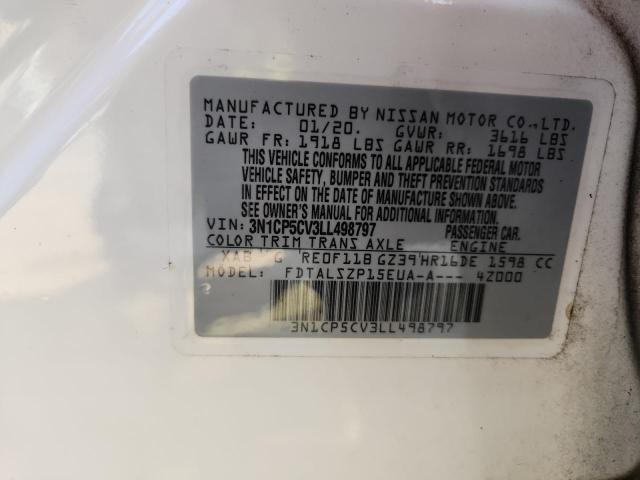 MANUFACTURED BY NISSAN MOTOR CO.,LTD.
DATE: 01/20. GVWR: 3616 LBS
GAWR FR: 1918 LBS GAWR RR: 1698 LBS
THIS VEHICLE CONFORMS TO ALL APPLICABLE FEDERAL MOTOR
VEHICLE SAFETY, BUMPER AND THEFT PREVENTION STANDARDS
IN EFFECT ON THE DATE OF MANUFACTURE SHOWN ABOVE.
SEE OWNER'S MANUAL FOR ADDITIONAL INFORMATION.
VIN: 3N1CP5CV3LL498797 PASSENGER CAR.
COLOR TRIM TRANS AXLE ENGINE
XAB G RE0F11B GZ39 HR16DE 1598 CC
MODEL: FDTALSZP15EUA-A--- 4Z000
3N1CP5CV3LL498797